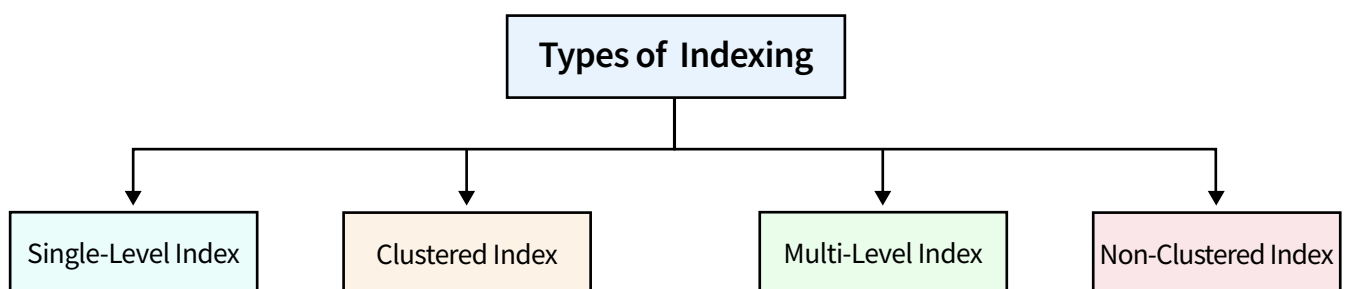 Types of Indexing
Single-Level Index
Clustered Index
Multi-Level Index
Non-Clustered Index